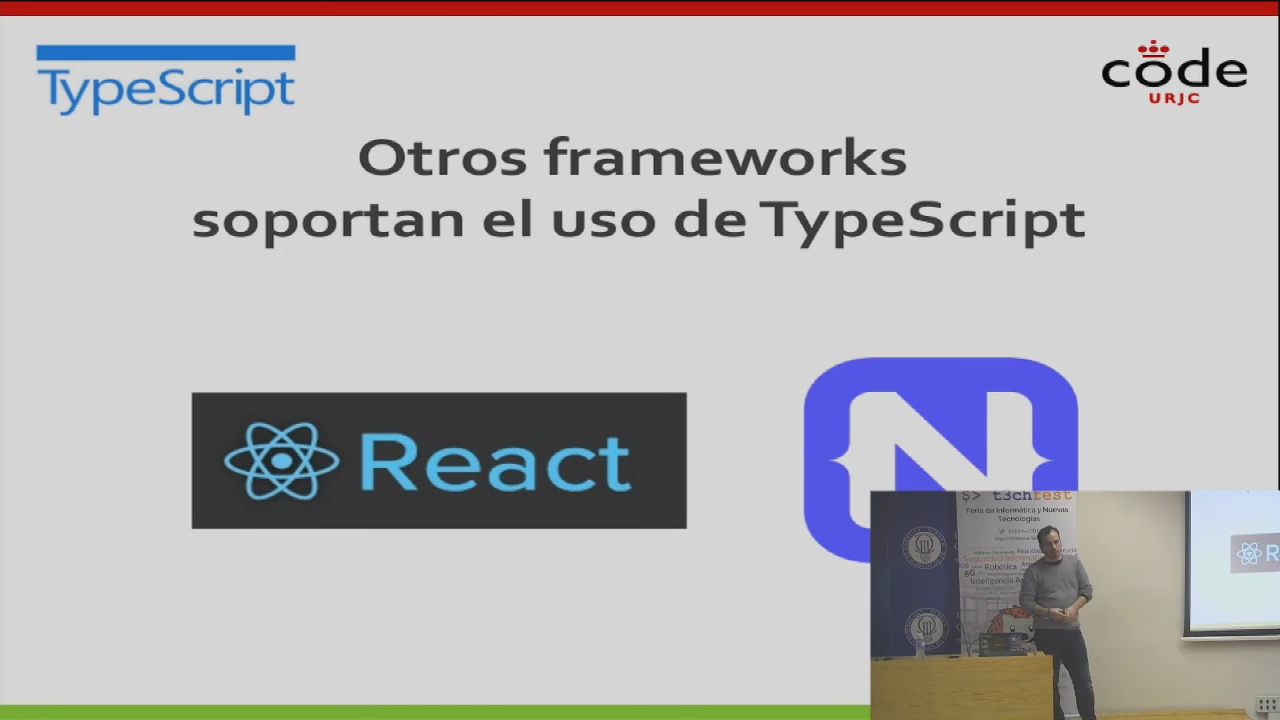 TypeScript
code
URJC
Otros frameworks
soportan el uso de TypeScript
React
N
$> t3chfest
Feria de Informática y Nuevas
Tecnologías
Robótica
5G
Inteligencia